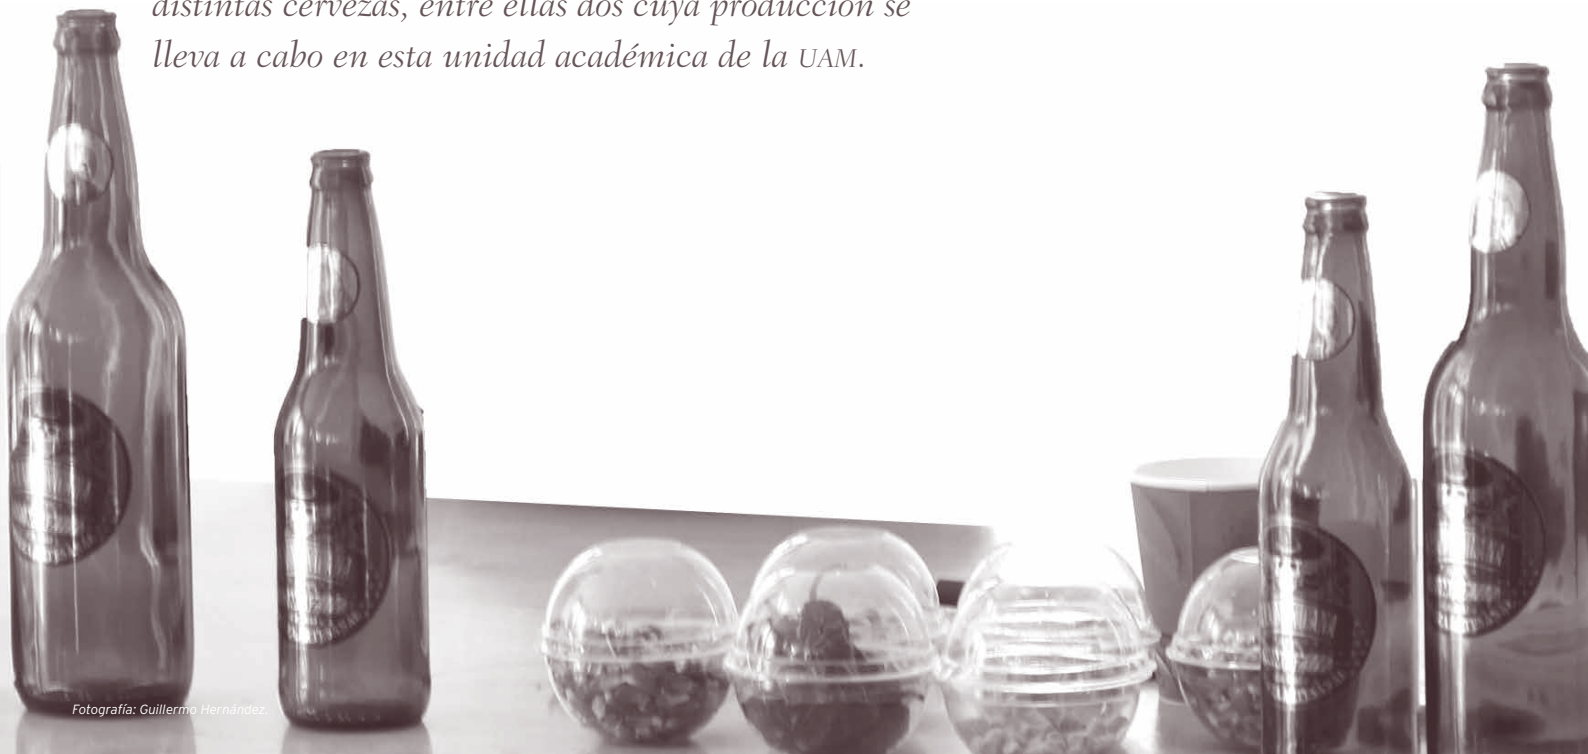 distintas cervezas, entre ellas dos cuya producción se
lleva a cabo en esta unidad académica de la UAM.
Fotografía: Guillermo Hernández.